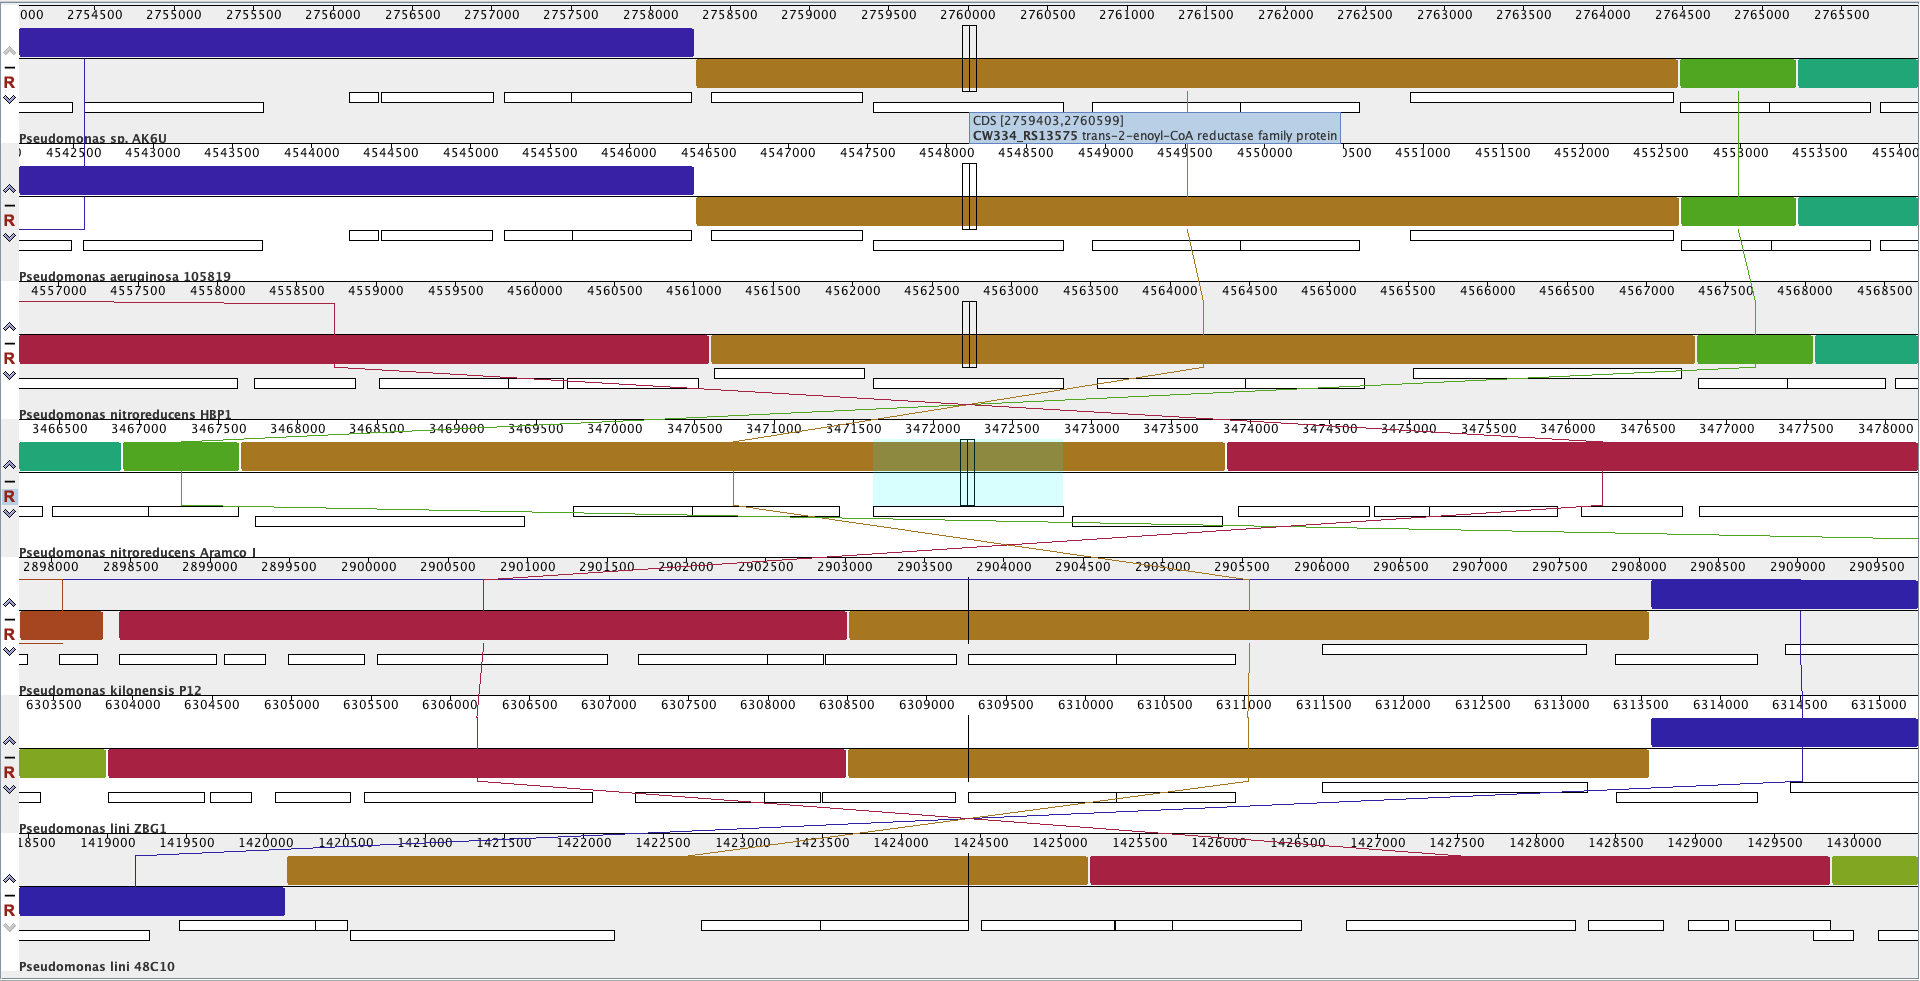 000 2754500 2755000 2755500 2756000 2756500 2757000 2757500 2758000 2758500 2759000 2759500 2760000 2760500 2761000 2761500 2762000 2762500 2763000 2763500 2764000 2764500 2765000 2765500
R
CDS [2759403,2760599]
CW334_RS13575 trans-2-enoyl-CoA reductase family protein
Pseudomonas sp. AK6U
4542500 4543000 4543500 4544000 4544500 4545000 4545500 4546000 4546500 4547000 4547500 4548000 4548500 4549000 4549500 4550000 500 4551000 4551500 4552000 4552500 4553000 4553500 4554000
R
Pseudomonas aeruginosa 105819
4557000 4557500 4558000 4558500 4559000 4559500 4560000 4560500 4561000 4561500 4562000 4562500 4563000 4563500 4564000 4564500 4565000 4565500 4566000 4566500 4567000 4567500 4568000 4568500
R
Pseudomonas nitroreducens HBP1
3466500 3467000 3467500 3468000 3468500 3469000 3469500 3470000 3470500 3471000 3471500 3472000 3472500 3473000 3473500 3474000 3474500 3475000 3475500 3476000 3476500 3477000 3477500 3478000
R
Pseudomonas nitroreducens Aramco J
2898000 2898500 2899000 2899500 2900000 2900500 2901000 2901500 2902000 2902500 2903000 2903500 2904000 2904500 2905000 2905500 2906000 2906500 2907000 2907500 2908000 2908500 2909000 2909500
R
Pseudomonas kilonensis P12
6303500 6304000 6304500 6305000 6305500 6306000 6306500 6307000 6307500 6308000 6308500 6309000 6309500 6310000 6310500 6311000 6311500 6312000 6312500 6313000 6313500 6314000 6314500 6315000
R
Pseudomonas lini ZBG1
18500 1419000 1419500 1420000 1420500 1421000 1421500 1422000 1422500 1423000 1423500 1424000 1424500 1425000 1425500 1426000 1426500 1427000 1427500 1428000 1428500 1429000 1429500 1430000
R
Pseudomonas lini 48C10